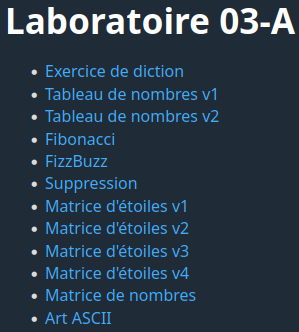 Laboratoire 03-A
Exercice de diction
Tableau de nombres v1
Tableau de nombres v2
Fibonacci
FizzBuzz
Suppression
Matrice d'étoiles v1
Matrice d'étoiles v2
Matrice d'étoiles v3
Matrice d'étoiles v4
Matrice de nombres
Art ASCII